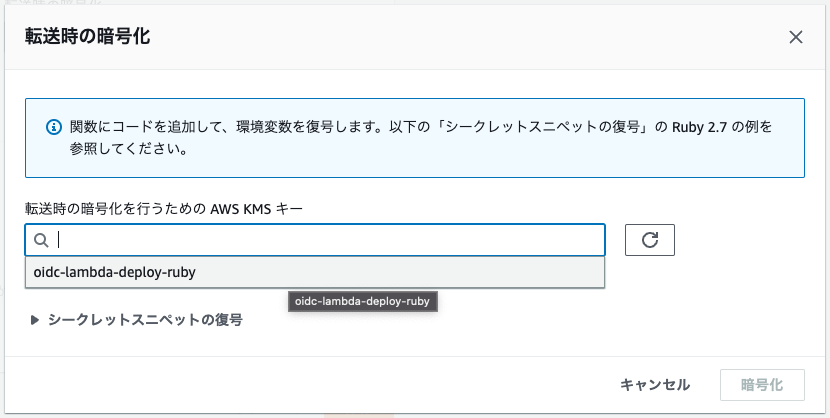 転送時の暗号化
関数にコードを追加して、環境変数を復号します。以下の「シークレットスニペットの復号」の Ruby 2.7 の例を
参照してください。
転送時の暗号化を行うための AWS KMS キー
oidc-lambda-deploy-ruby
oidc-lambda-deploy-ruby
シークレットスニペットの復号
キャンセル
暗号化